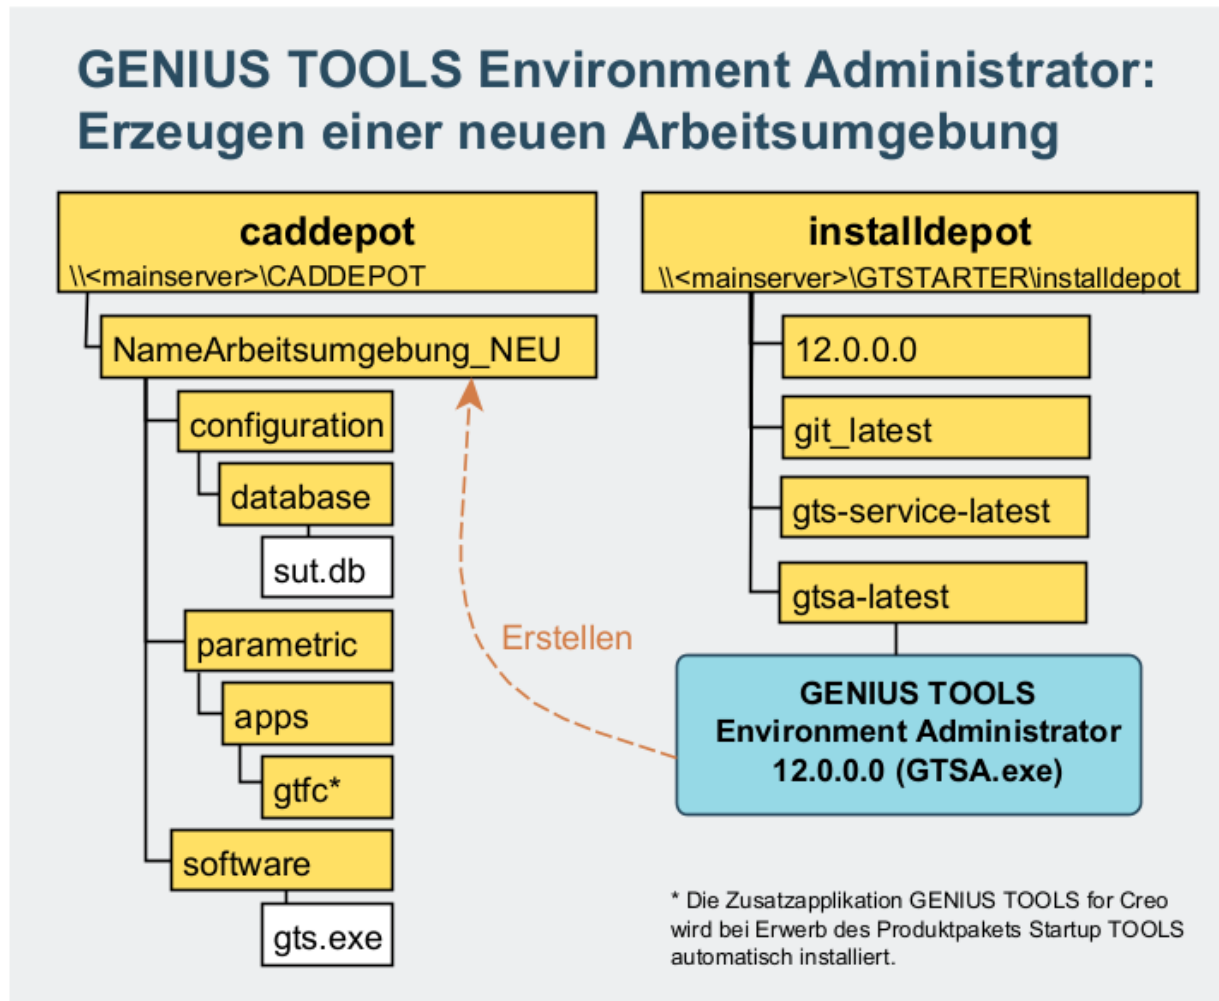 GENIUS TOOLS Environment Administrator:
Erzeugen einer neuen Arbeitsumgebung
caddepot
\\<mainserver>\CADDEPOT
NameArbeitsumgebung_NEU
configuration
database
sut.db
parametric
apps
gtfc*
software
gts.exe
Erstellen
installdepot
\\<mainserver>\GTSTARTER\installdepot
12.0.0.0
git_latest
gts-service-latest
gtsa-latest
GENIUS TOOLS
Environment Administrator
12.0.0.0 (GTSA.exe)
* Die Zusatzapplikation GENIUS TOOLS for Creo
wird bei Erwerb des Produktpakets Startup TOOLS
automatisch installiert.